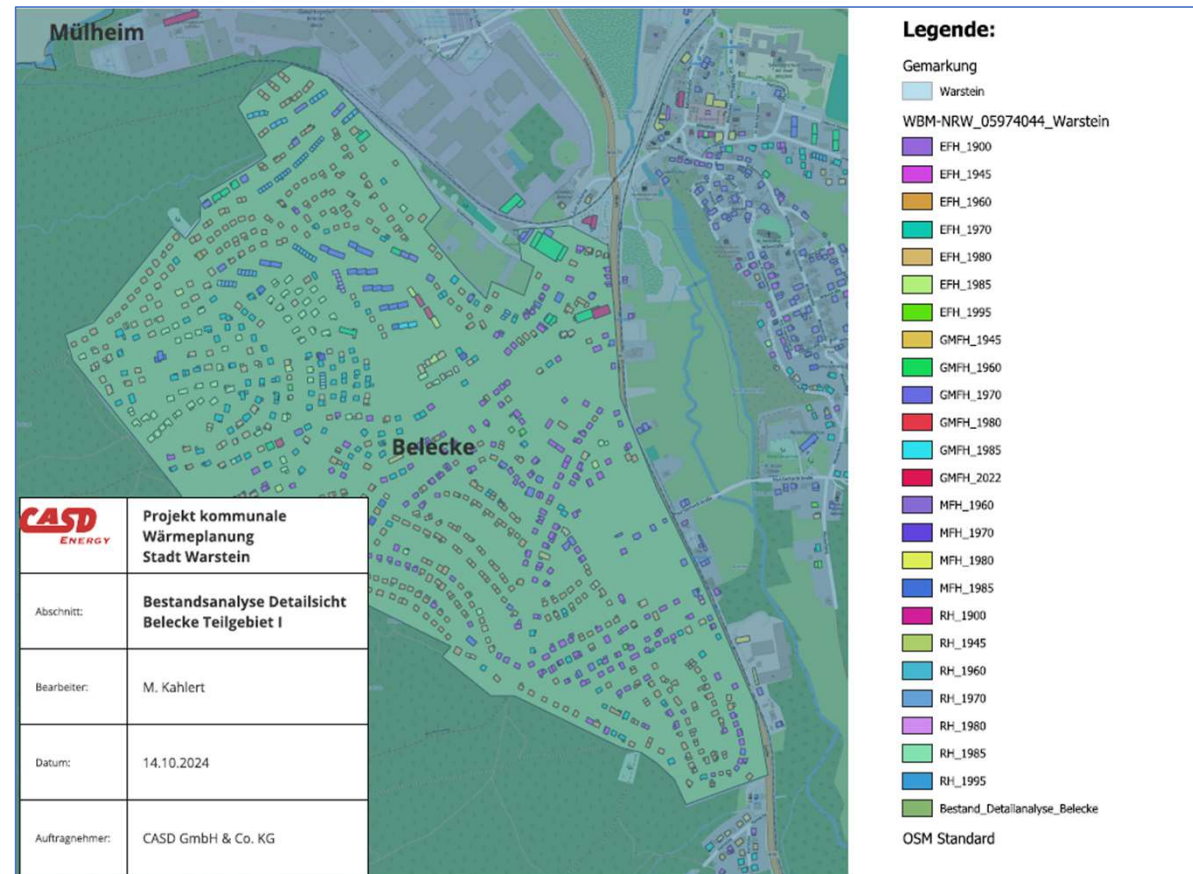 Mülheim
Belecke
CASD
ENERGY
Projekt kommunale
Wärmeplanung
Stadt Warstein
Abschnitt:
Bestandsanalyse Detailsicht
Belecke Teilgebiet I
Bearbeiter:
M. Kahlert
Datum:
14.10.2024
Auftragnehmer:
CASD GmbH & Co. KG
Legende:
Gemarkung
Warstein
WBM-NRW_05974044_Warstein
EFH_1900
EFH_1945
EFH_1960
EFH_1970
EFH_1980
EFH_1985
EFH_1995
GMFH_1945
GMFH_1960
GMFH_1970
GMFH_1980
GMFH_1985
GMFH_2022
MFH_1960
MFH_1970
MFH_1980
MFH_1985
RH_1900
RH_1945
RH_1960
RH_1970
RH_1980
RH_1985
RH_1995
Bestand_Detailanalyse_Belecke
OSM Standard